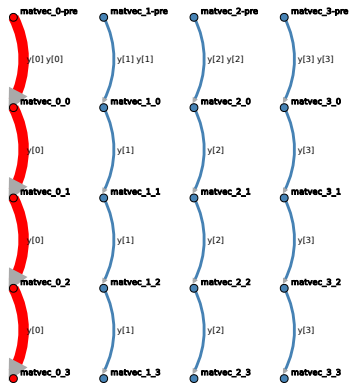 matvec_0-pre matvec_1-pre matvec_2-pre matvec_3-pre
y[0] y[0] y[1] y[1] y[2] y[2] y[3] y[3]
matvec_0_0 matvec_1_0 matvec_2_0 matvec_3_0
y[0] y[1] y[2] y[3]
matvec_0_1 matvec_1_1 matvec_2_1 matvec_3_1
y[0] y[1] y[2] y[3]
matvec_0_2 matvec_1_2 matvec_2_2 matvec_3_2
y[0] y[1] y[2] y[3]
matvec_0_3 matvec_1_3 matvec_2_3 matvec_3_3